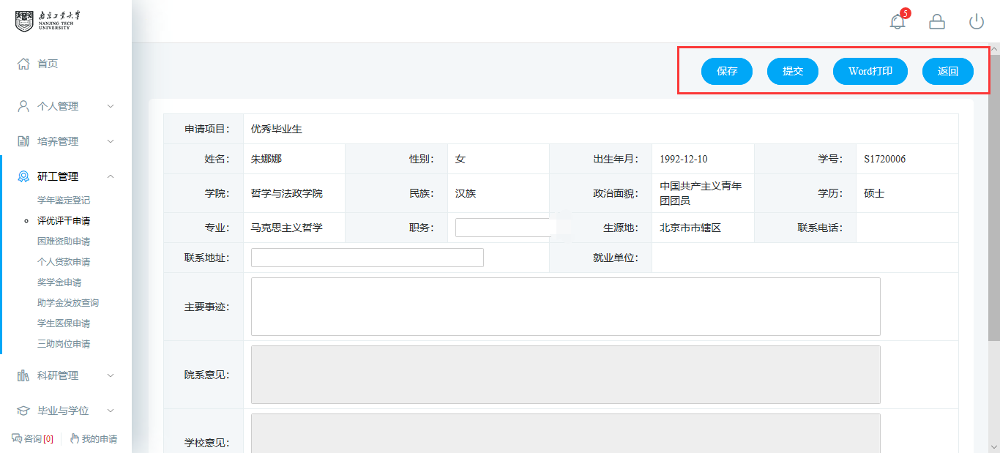 南京工业大学
NANJING TECH
UNIVERSITY
5
首页
个人管理
培养管理
研工管理
学年鉴定登记
评优评干申请
困难资助申请
个人贷款申请
奖学金申请
助学金发放查询
学生医保申请
三助岗位申请
科研管理
毕业与学位
咨询[0] 我的申请
保存 提交 Word打印 返回
申请项目： 优秀毕业生
姓名： 朱娜娜 性别： 女 出生年月： 1992-12-10 学号： S1720006
学院： 哲学与法政学院 民族： 汉族 政治面貌： 中国共产主义青年
团团员 学历： 硕士
专业： 马克思主义哲学 职务： 生源地： 北京市市辖区 联系电话：
联系地址： 就业单位：
主要事迹：
院系意见：
学校意见：